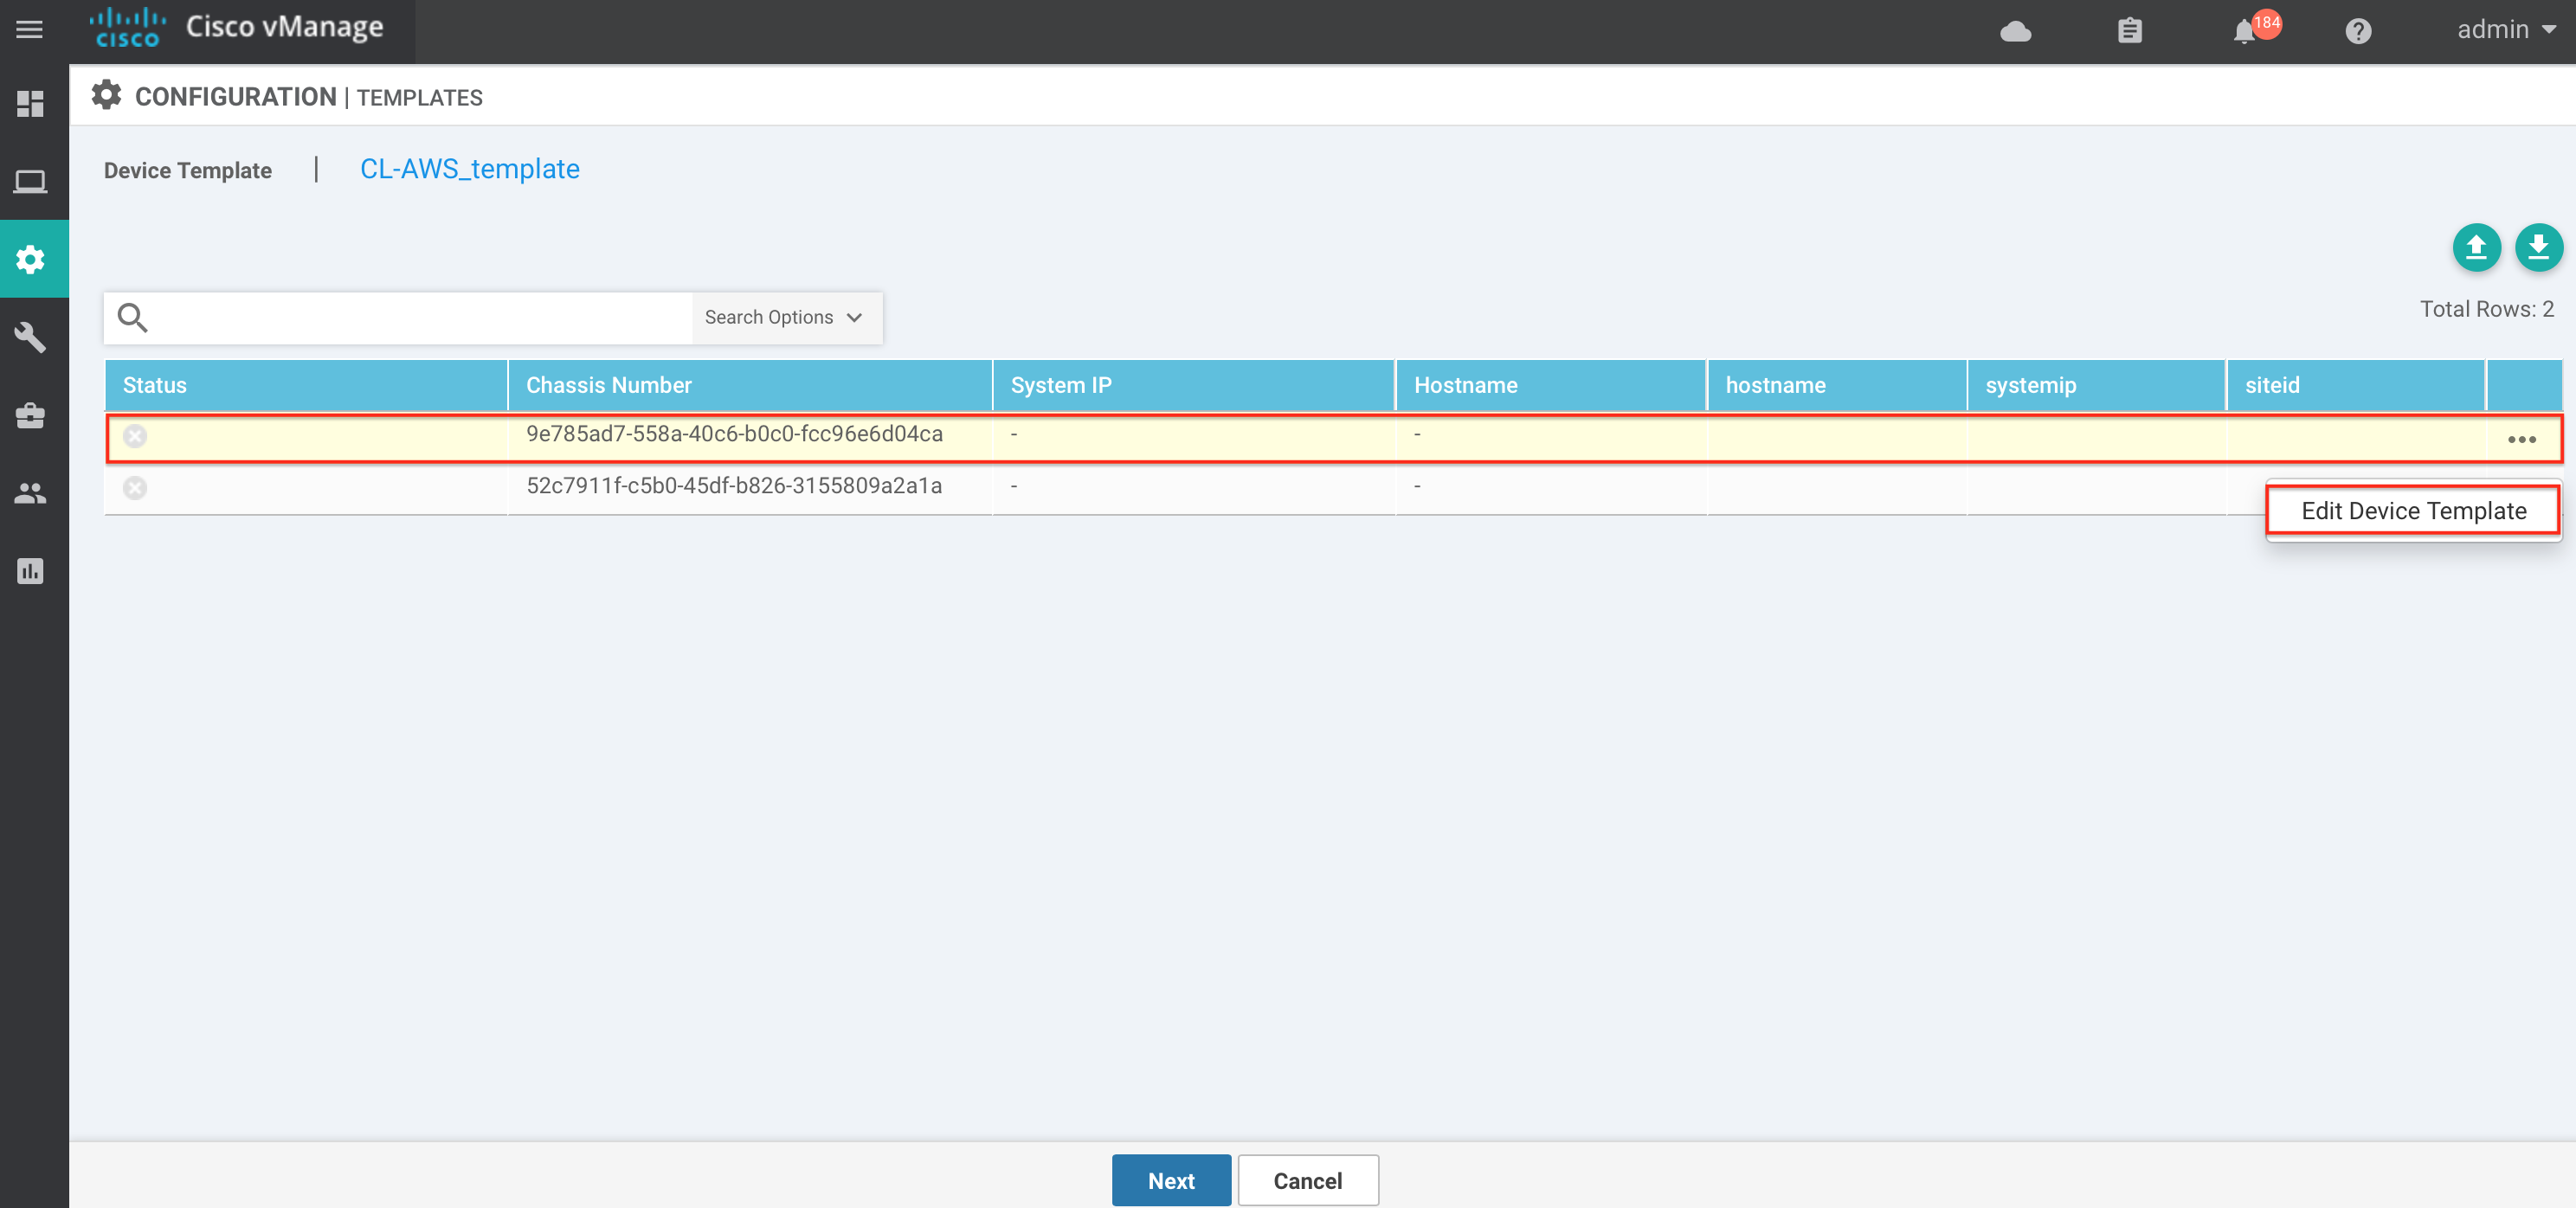 cisco Cisco vManage 184 admin
CONFIGURATION | TEMPLATES
Device Template | CL-AWS_template
Search Options
Total Rows: 2
Status Chassis Number System IP Hostname hostname systemip siteid
9e785ad7-558a-40c6-b0c0-fcc96e6d04ca - -
52c7911f-c5b0-45df-b826-3155809a2a1a - -
Edit Device Template
Next Cancel